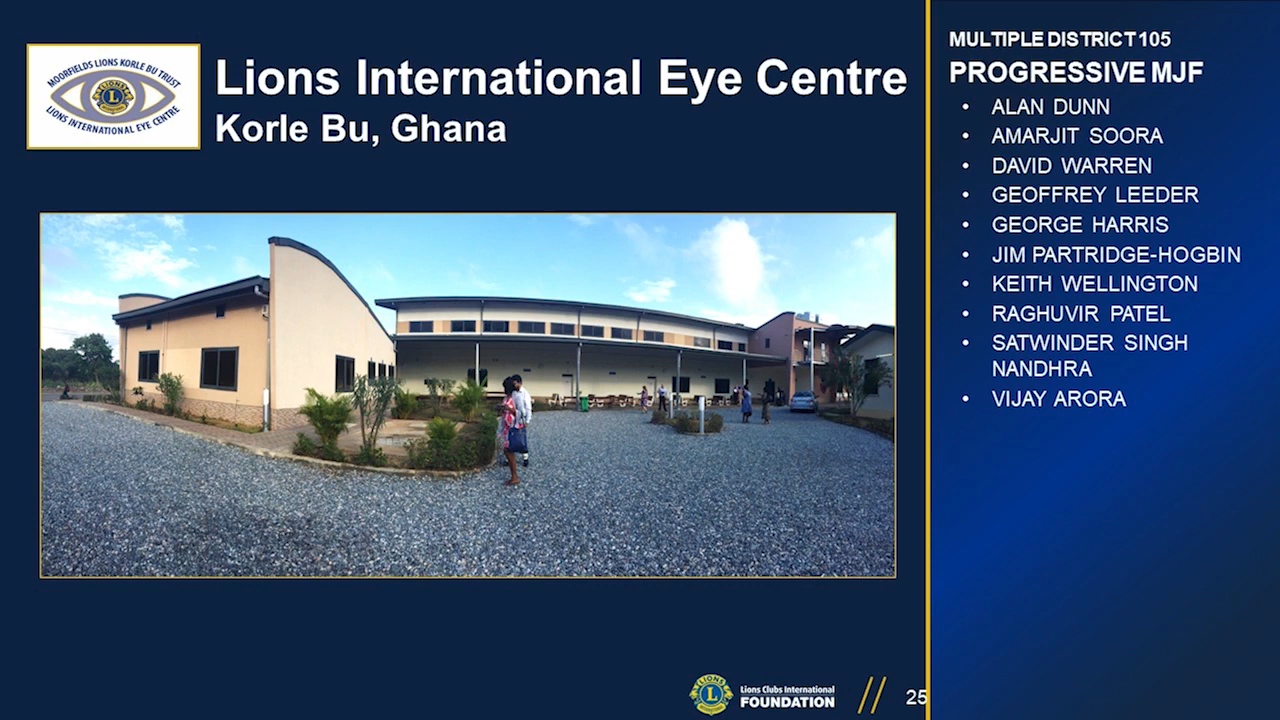 MOORFIELDS LIONS KORLE BU TRUST
LIONS
L
INTERNATIONAL
LIONS INTERNATIONAL EYE CENTRE
Lions International Eye Centre
Korle Bu, Ghana
MULTIPLE DISTRICT 105
PROGRESSIVE MJF
• ALAN DUNN
• AMARJIT SOORA
• DAVID WARREN
• GEOFFREY LEEDER
• GEORGE HARRIS
• JIM PARTRIDGE-HOGBIN
• KEITH WELLINGTON
• RAGHUVIR PATEL
• SATWINDER SINGH
NANDHRA
• VIJAY ARORA
LIONS
L
INTERNATIONAL
Lions Clubs International
FOUNDATION
25